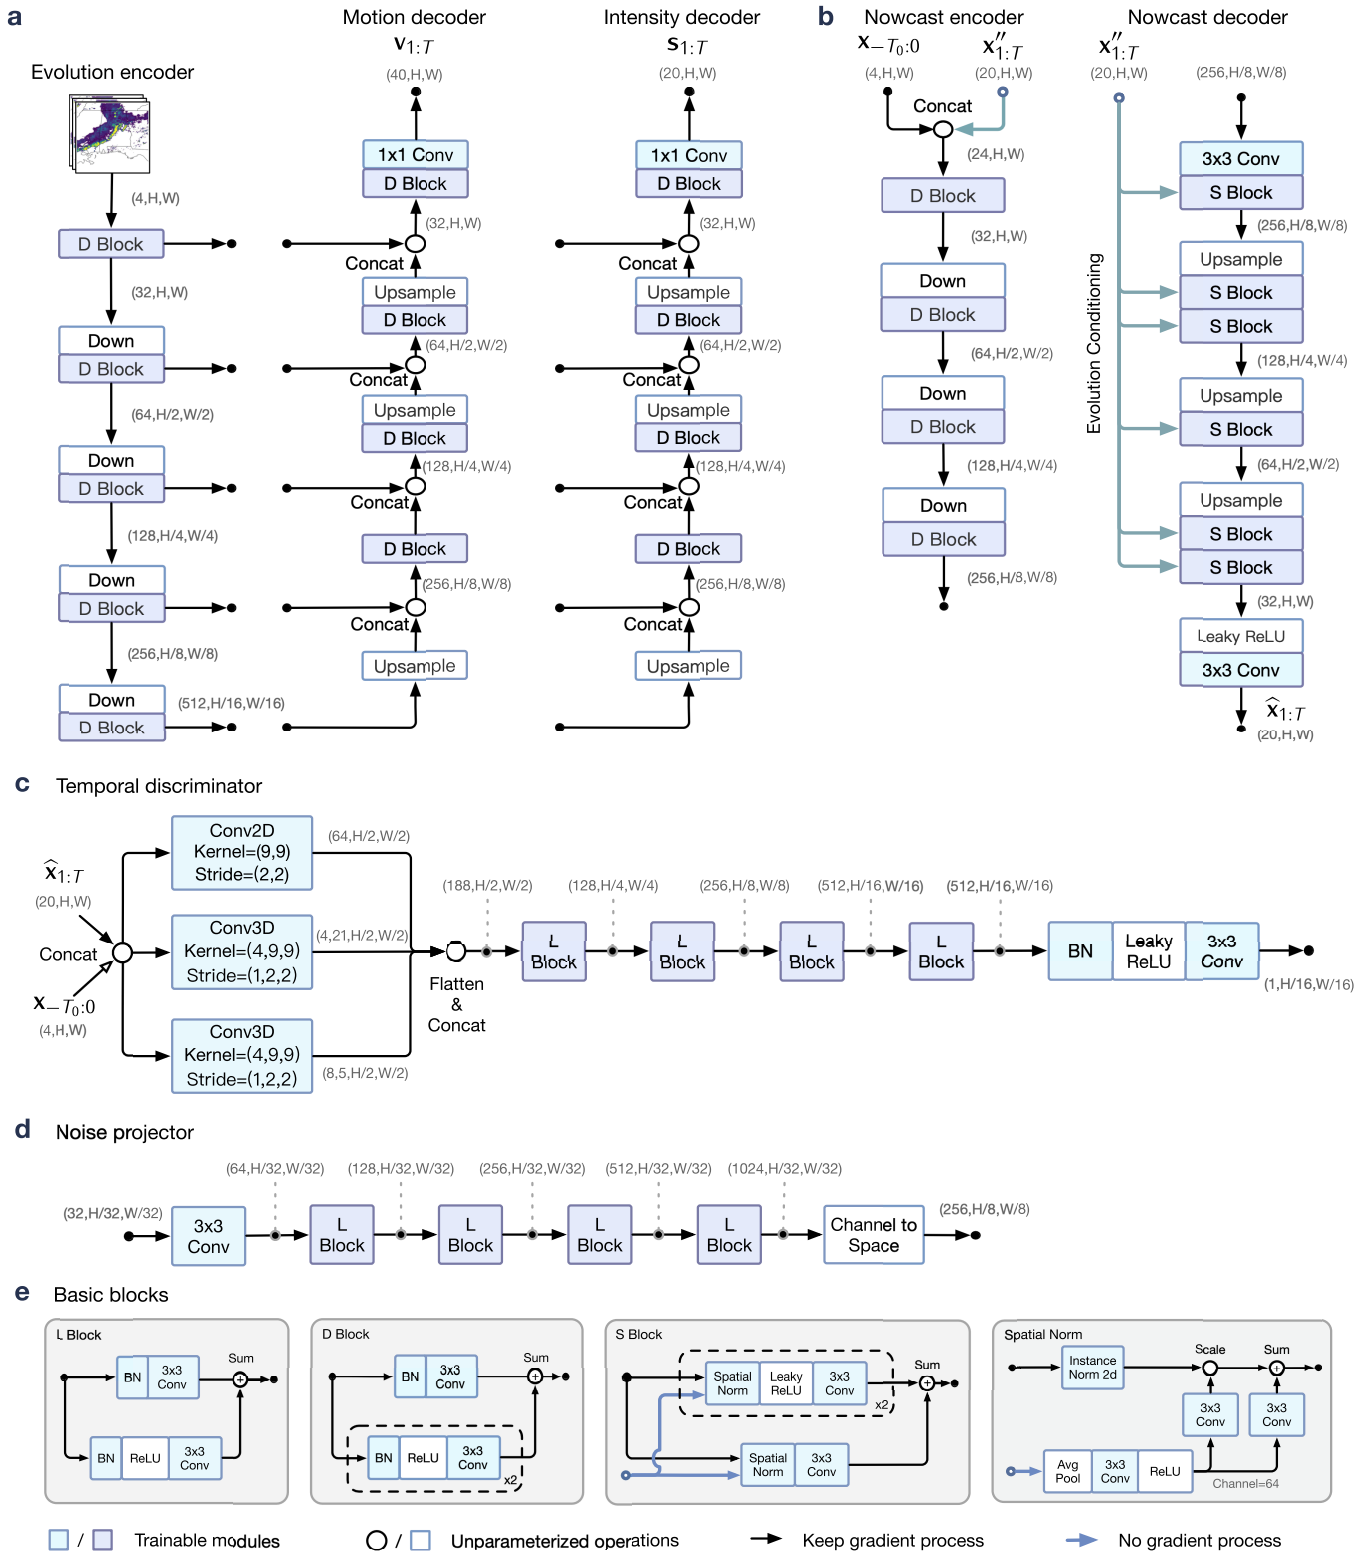 a
Evolution encoder
(4,H,W)
D Block
(32,H,W)
Down
D Block
(64,H/2,W/2)
Down
D Block
(128,H/4,W/4)
Down
D Block
(256,H/8,W/8)
Down
D Block
(512,H/16,W/16)
Motion decoder
v1:T
(40,H,W)
1x1 Conv
D Block
(32,H,W)
Concat
Upsample
D Block
(64,H/2,W/2)
Concat
Upsample
D Block
(128,H/4,W/4)
Concat
D Block
(256,H/8,W/8)
Concat
Upsample
Intensity decoder
s1:T
(20,H,W)
1x1 Conv
D Block
(32,H,W)
Concat
Upsample
D Block
(64,H/2,W/2)
Concat
Upsample
D Block
(128,H/4,W/4)
Concat
D Block
(256,H/8,W/8)
Concat
Upsample
b
Nowcast encoder
x−T0:0
x″1:T
(4,H,W)
(20,H,W)
Concat
(24,H,W)
D Block
(32,H,W)
Down
D Block
(64,H/2,W/2)
Down
D Block
(128,H/4,W/4)
Down
D Block
(256,H/8,W/8)
Nowcast decoder
x″1:T
(20,H,W)
(256,H/8,W/8)
Evolution Conditioning
3x3 Conv
S Block
(256,H/8,W/8)
Upsample
S Block
S Block
(128,H/4,W/4)
Upsample
S Block
(64,H/2,W/2)
Upsample
S Block
S Block
(32,H,W)
Leaky ReLU
3x3 Conv
x̂1:T
(20,H,W)
c Temporal discriminator
x̂1:T
(20,H,W)
Concat
x−T0:0
(4,H,W)
Conv2D
Kernel=(9,9)
Stride=(2,2)
(64,H/2,W/2)
Conv3D
Kernel=(4,9,9)
Stride=(1,2,2)
(4,21,H/2,W/2)
Conv3D
Kernel=(4,9,9)
Stride=(1,2,2)
(8,5,H/2,W/2)
Flatten
&
Concat
(188,H/2,W/2)
L
Block
(128,H/4,W/4)
L
Block
(256,H/8,W/8)
L
Block
(512,H/16,W/16)
L
Block
(512,H/16,W/16)
BN
Leaky
ReLU
3x3
Conv
(1,H/16,W/16)
d Noise projector
(32,H/32,W/32)
3x3
Conv
(64,H/32,W/32)
L
Block
(128,H/32,W/32)
L
Block
(256,H/32,W/32)
L
Block
(512,H/32,W/32)
L
Block
(1024,H/32,W/32)
Channel to
Space
(256,H/8,W/8)
e Basic blocks
L Block
BN
3x3
Conv
Sum
+
BN
ReLU
3x3
Conv
D Block
BN
3x3
Conv
Sum
+
BN
ReLU
3x3
Conv
x2
S Block
Spatial
Norm
Leaky
ReLU
3x3
Conv
x2
Sum
+
Spatial
Norm
3x3
Conv
Spatial Norm
Instance
Norm 2d
Scale
Sum
+
3x3
Conv
3x3
Conv
Avg
Pool
3x3
Conv
ReLU
Channel=64
/ Trainable modules
/ Unparameterized operations
Keep gradient process
No gradient process